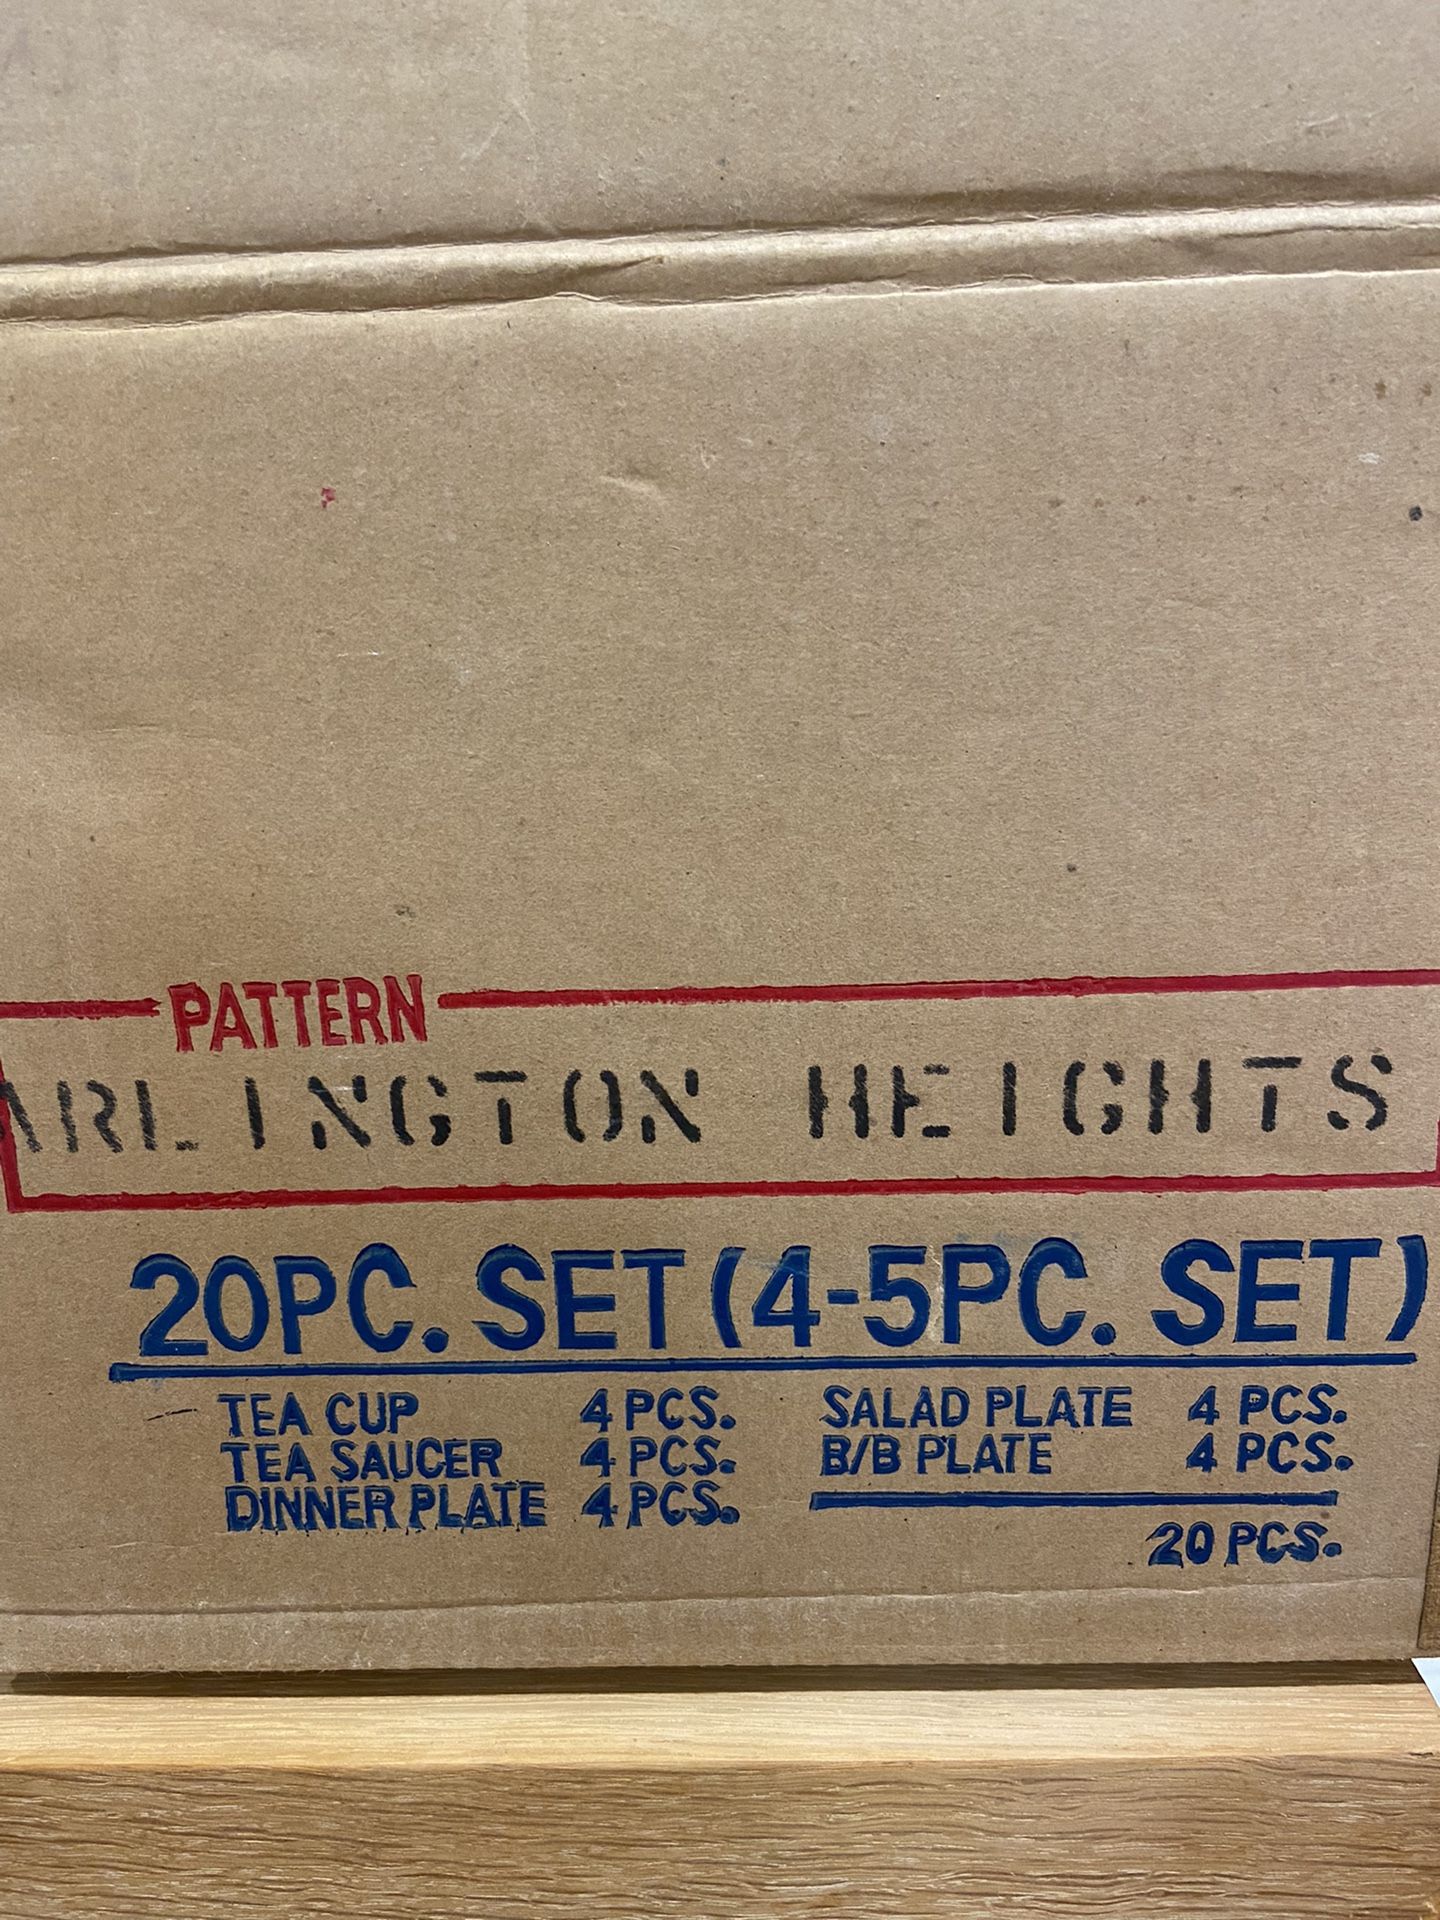 PATTERN
ARLINGTON HEIGHTS
20PC. SET (4-5PC. SET)
TEA CUP 4 PCS. SALAD PLATE 4 PCS.
TEA SAUCER 4 PCS. B/B PLATE 4 PCS.
DINNER PLATE 4 PCS.
20 PCS.